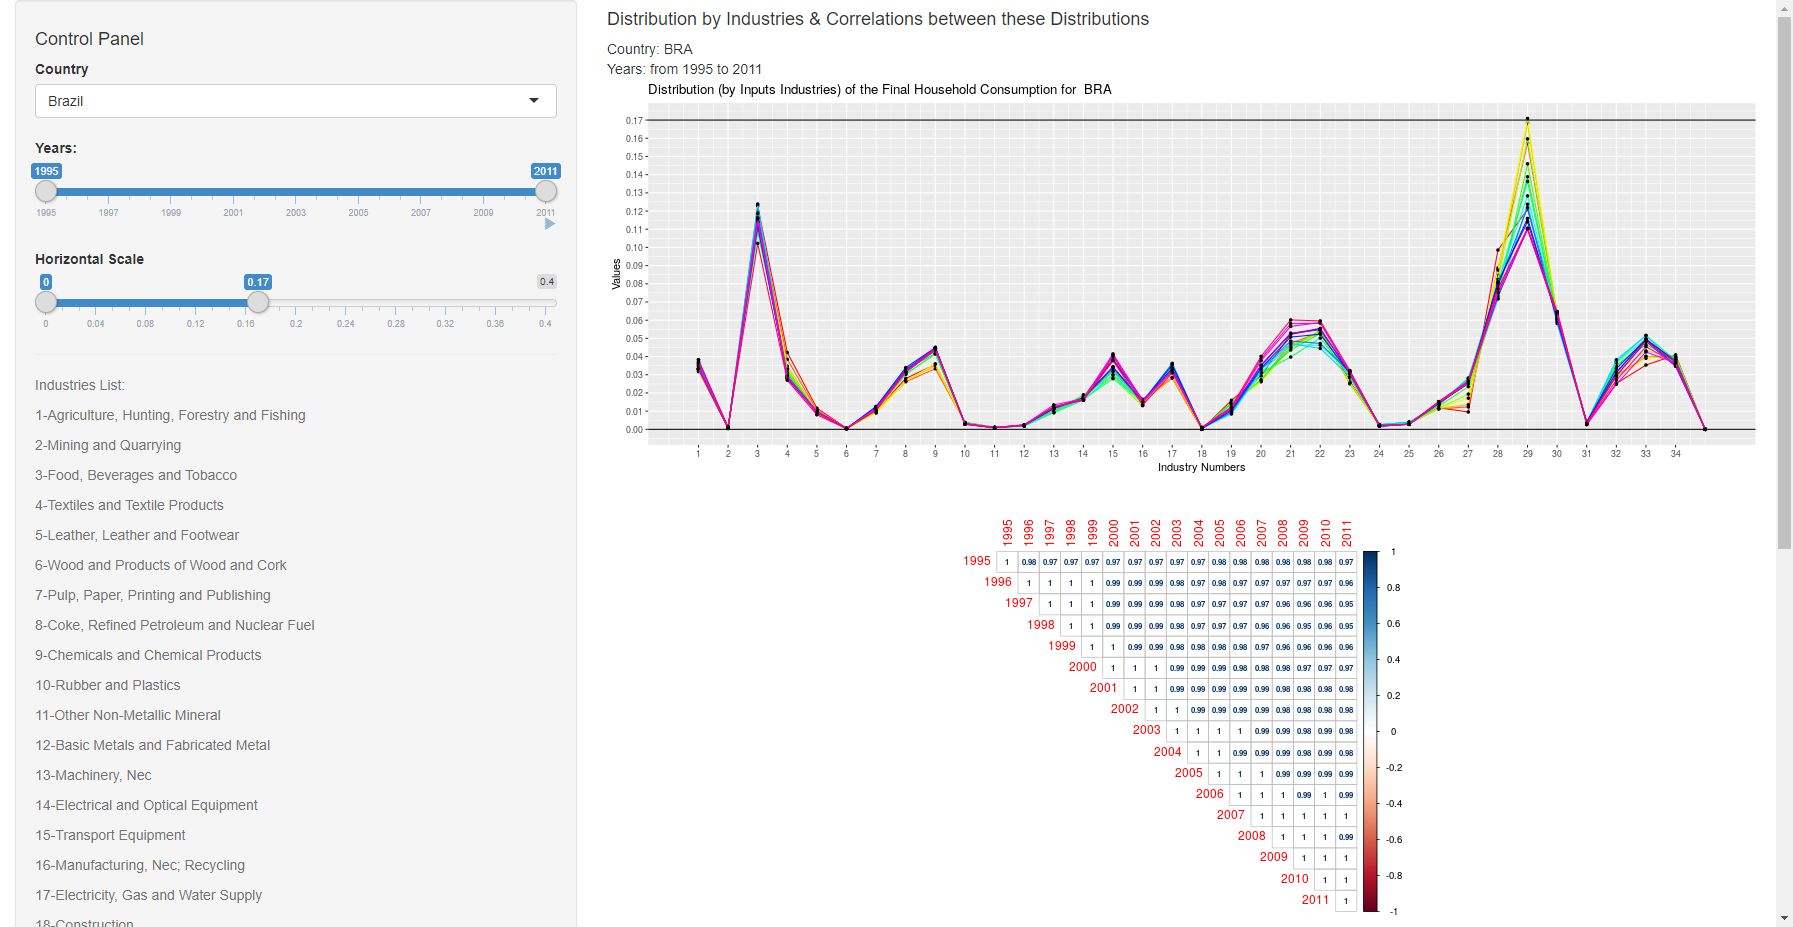 Control Panel
Country
Brazil
Years:
1995 2011
1995 1997 1999 2001 2003 2005 2007 2009 2011
Horizontal Scale
0 0.17 0.4
0 0.04 0.08 0.12 0.16 0.2 0.24 0.28 0.32 0.36 0.4
Industries List:
1-Agriculture, Hunting, Forestry and Fishing
2-Mining and Quarrying
3-Food, Beverages and Tobacco
4-Textiles and Textile Products
5-Leather, Leather and Footwear
6-Wood and Products of Wood and Cork
7-Pulp, Paper, Printing and Publishing
8-Coke, Refined Petroleum and Nuclear Fuel
9-Chemicals and Chemical Products
10-Rubber and Plastics
11-Other Non-Metallic Mineral
12-Basic Metals and Fabricated Metal
13-Machinery, Nec
14-Electrical and Optical Equipment
15-Transport Equipment
16-Manufacturing, Nec; Recycling
17-Electricity, Gas and Water Supply
18-Construction
Distribution by Industries & Correlations between these Distributions
Country: BRA
Years: from 1995 to 2011
Distribution (by Inputs Industries) of the Final Household Consumption for BRA
0.17
0.16
0.15
0.14
0.13
0.12
0.11
0.10
0.09
0.08
0.07
0.06
0.05
0.04
0.03
0.02
0.01
0.00
Values
1 2 3 4 5 6 7 8 9 10 11 12 13 14 15 16 17 18 19 20 21 22 23 24 25 26 27 28 29 30 31 32 33 34
Industry Numbers
1995 1996 1997 1998 1999 2000 2001 2002 2003 2004 2005 2006 2007 2008 2009 2010 2011
1995 1 0.98 0.97 0.97 0.97 0.97 0.97 0.97 0.97 0.97 0.98 0.98 0.98 0.98 0.98 0.98 0.97
1996 1 1 1 1 0.99 0.99 0.99 0.98 0.97 0.98 0.97 0.97 0.97 0.97 0.97 0.96
1997 1 1 1 0.99 0.99 0.99 0.98 0.97 0.97 0.97 0.97 0.96 0.96 0.96 0.95
1998 1 1 0.99 0.99 0.99 0.98 0.97 0.97 0.97 0.96 0.96 0.95 0.96 0.95
1999 1 1 0.99 0.99 0.98 0.98 0.98 0.98 0.97 0.96 0.96 0.96 0.96
2000 1 1 1 0.99 0.99 0.99 0.98 0.98 0.98 0.97 0.97 0.97
2001 1 1 0.99 0.99 0.99 0.99 0.99 0.98 0.98 0.98 0.98
2002 1 1 0.99 0.99 0.99 0.99 0.98 0.98 0.98 0.98
2003 1 1 1 1 0.99 0.99 0.98 0.99 0.98
2004 1 1 0.99 0.99 0.99 0.98 0.99 0.98
2005 1 1 1 0.99 0.99 0.99 0.99
2006 1 1 1 0.99 1 0.99
2007 1 1 1 1 1
2008 1 1 1 0.99
2009 1 1 1
2010 1 1
2011 1
1
0.8
0.6
0.4
0.2
0
-0.2
-0.4
-0.6
-0.8
-1